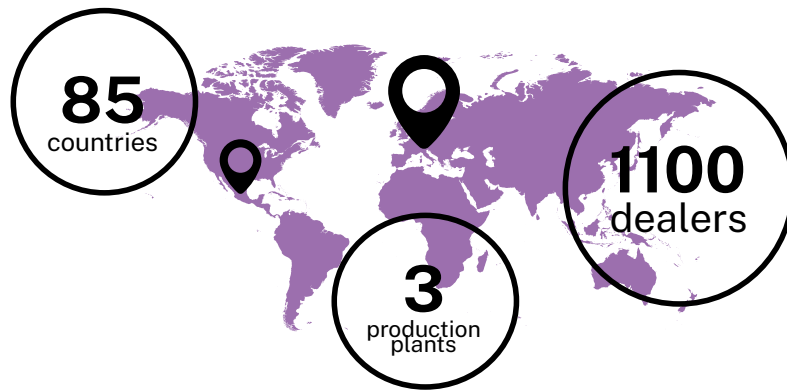 85
countries
1100
dealers
3
production
plants